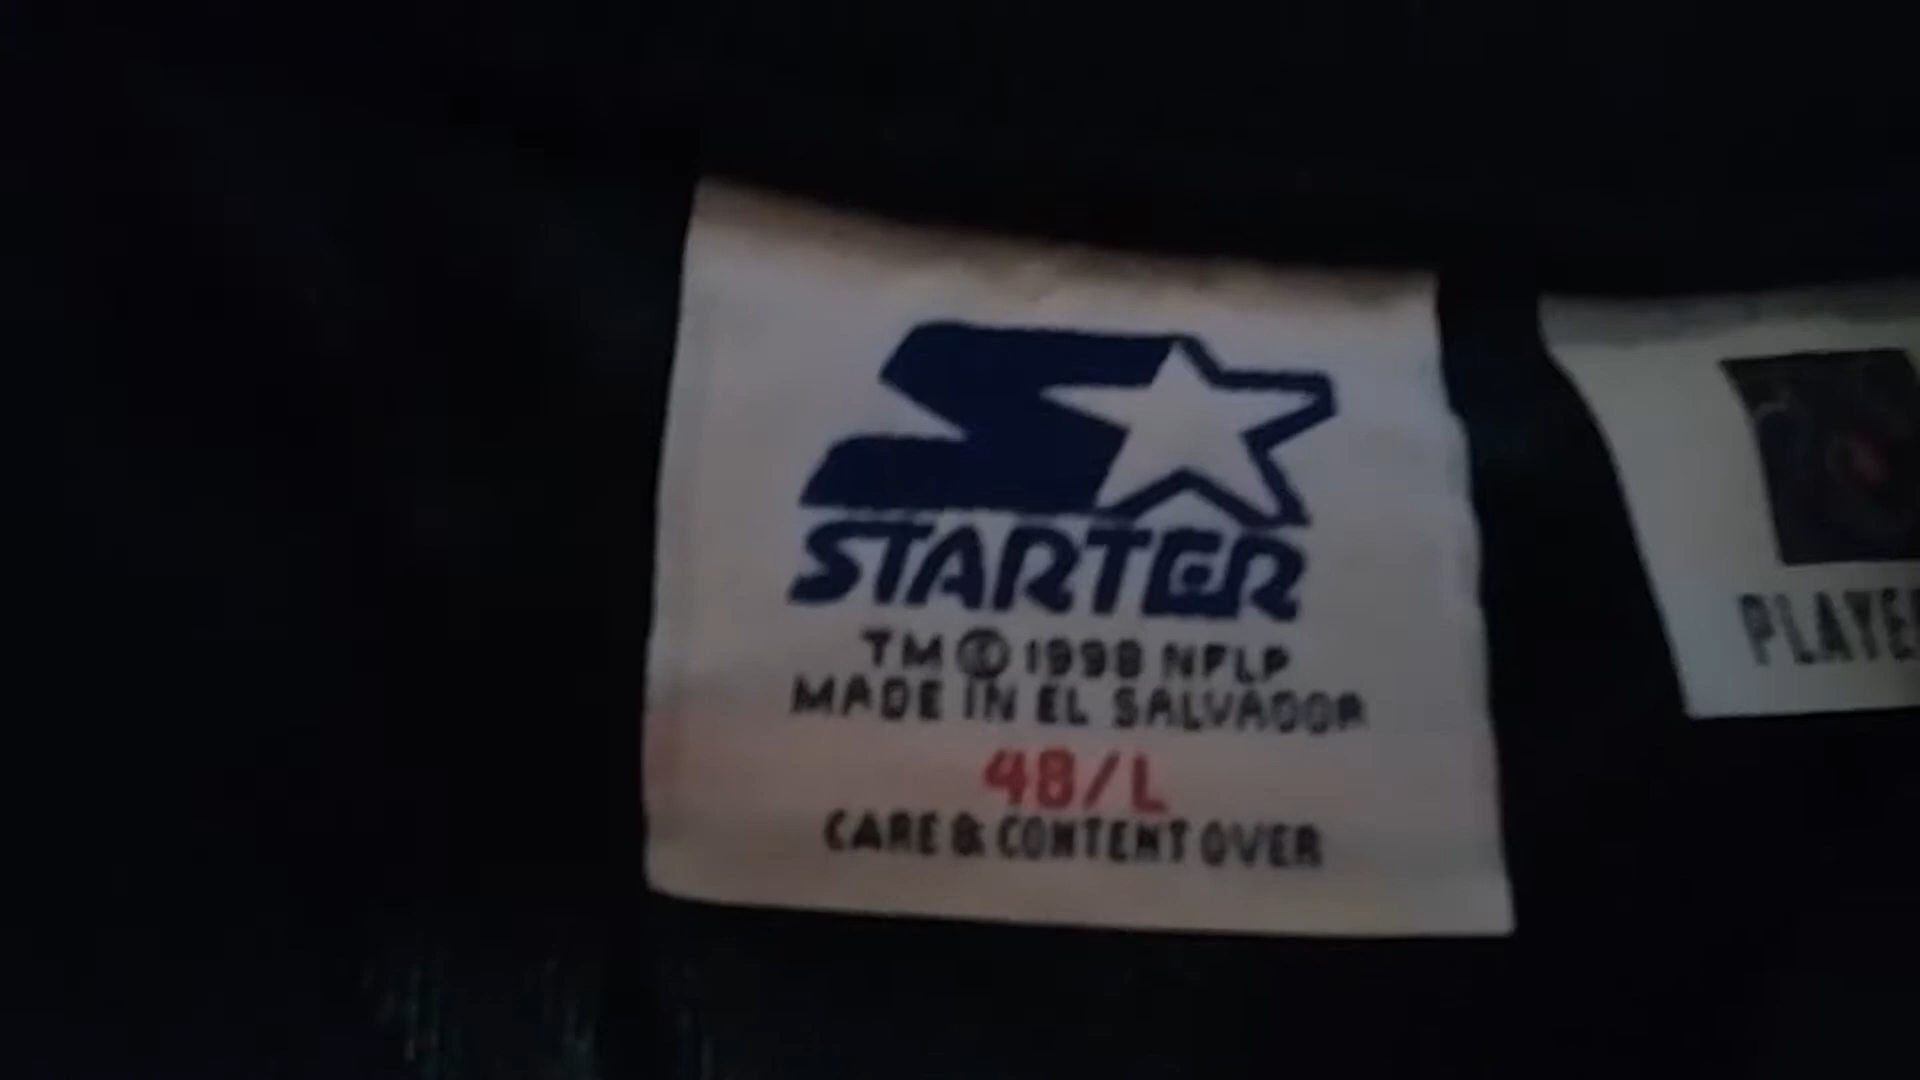 STARTER
TM © 1998 NFLP
MADE IN EL SALVADOR
48/L
CARE & CONTENT OVER